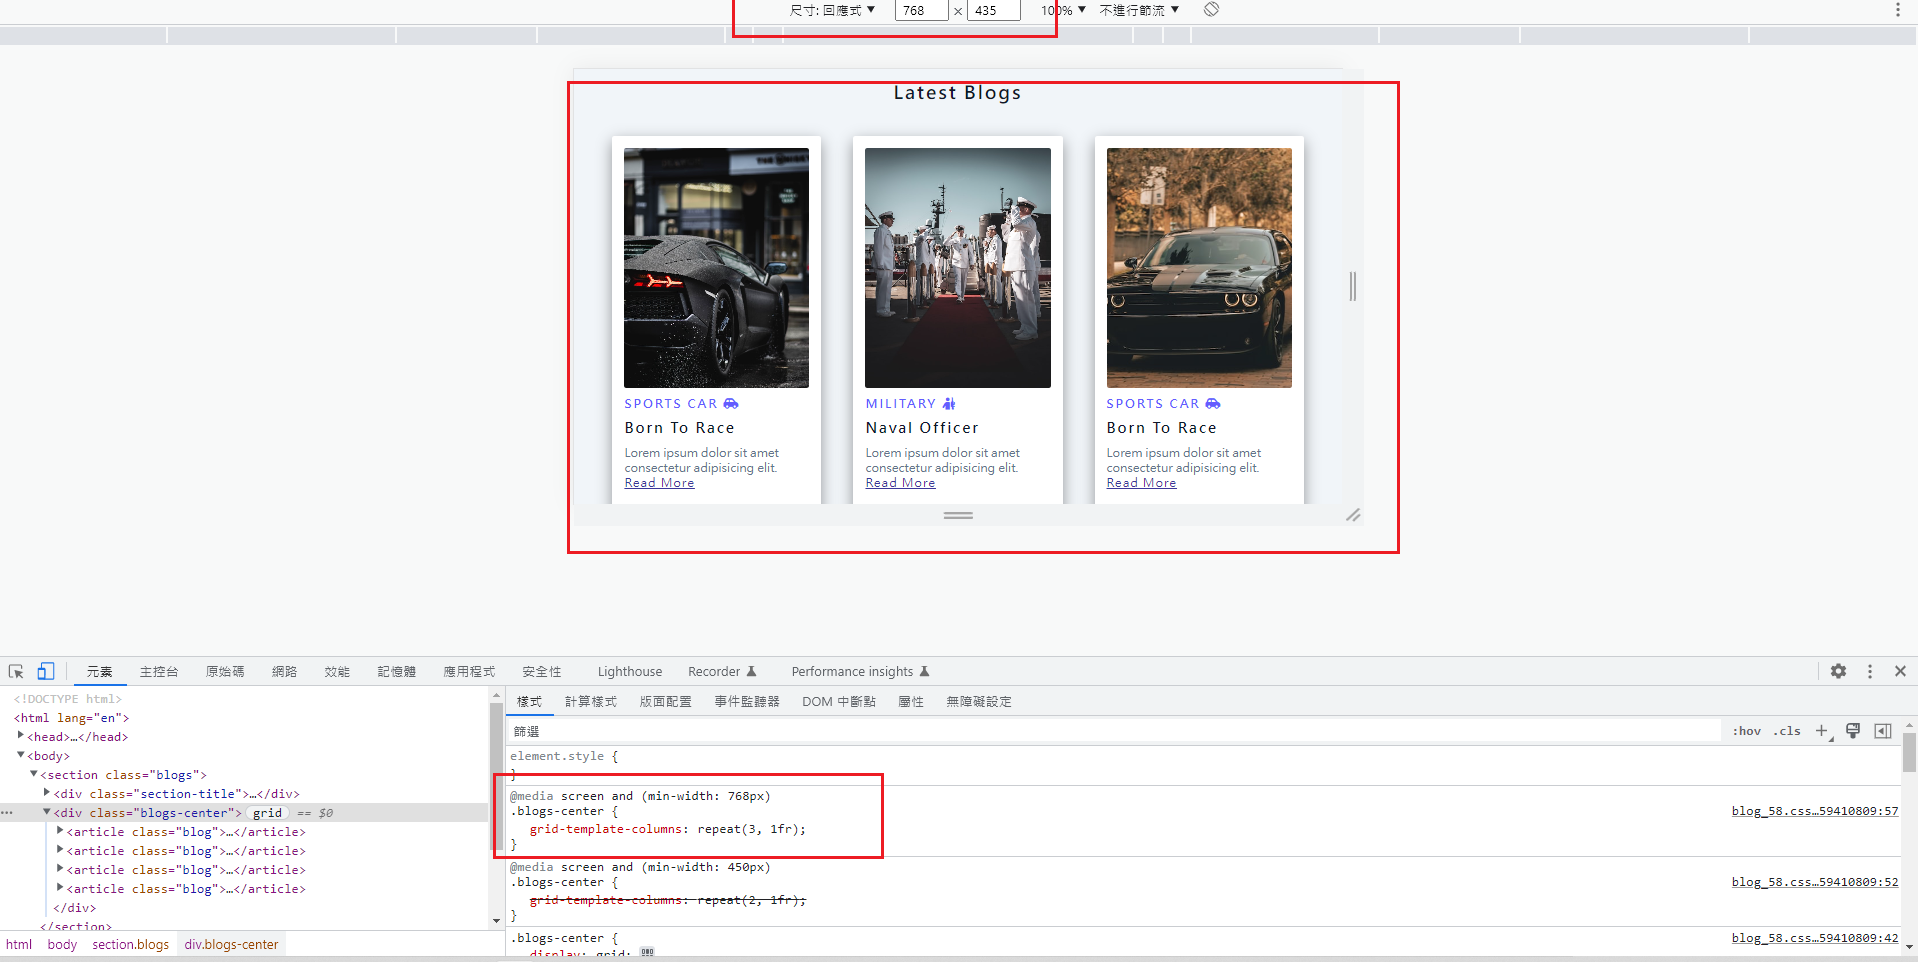 尺寸: 回應式 ▼ 768 × 435 100% ▼ 不進行節流 ▼
Latest Blogs
SPORTS CAR
Born To Race
Lorem ipsum dolor sit amet
consectetur adipisicing elit.
Read More
MILITARY
Naval Officer
Lorem ipsum dolor sit amet
consectetur adipisicing elit.
Read More
SPORTS CAR
Born To Race
Lorem ipsum dolor sit amet
consectetur adipisicing elit.
Read More
元素 主控台 原始碼 網路 效能 記憶體 應用程式 安全性 Lighthouse Recorder Performance insights
<!DOCTYPE html>
<html lang="en">
<head>…</head>
<body>
<section class="blogs">
<div class="section-title">…</div>
<div class="blogs-center"> grid == $0
<article class="blog">…</article>
<article class="blog">…</article>
<article class="blog">…</article>
<article class="blog">…</article>
</div>
</section>
html body section.blogs div.blogs-center
樣式 計算樣式 版面配置 事件監聽器 DOM 中斷點 屬性 無障礙設定
篩選 :hov .cls
element.style {
}
@media screen and (min-width: 768px)
.blogs-center { blog_58.css…59410809:57
grid-template-columns: repeat(3, 1fr);
}
@media screen and (min-width: 450px)
.blogs-center { blog_58.css…59410809:52
grid-template-columns: repeat(2, 1fr);
}
.blogs-center { blog_58.css…59410809:42
display: grid;